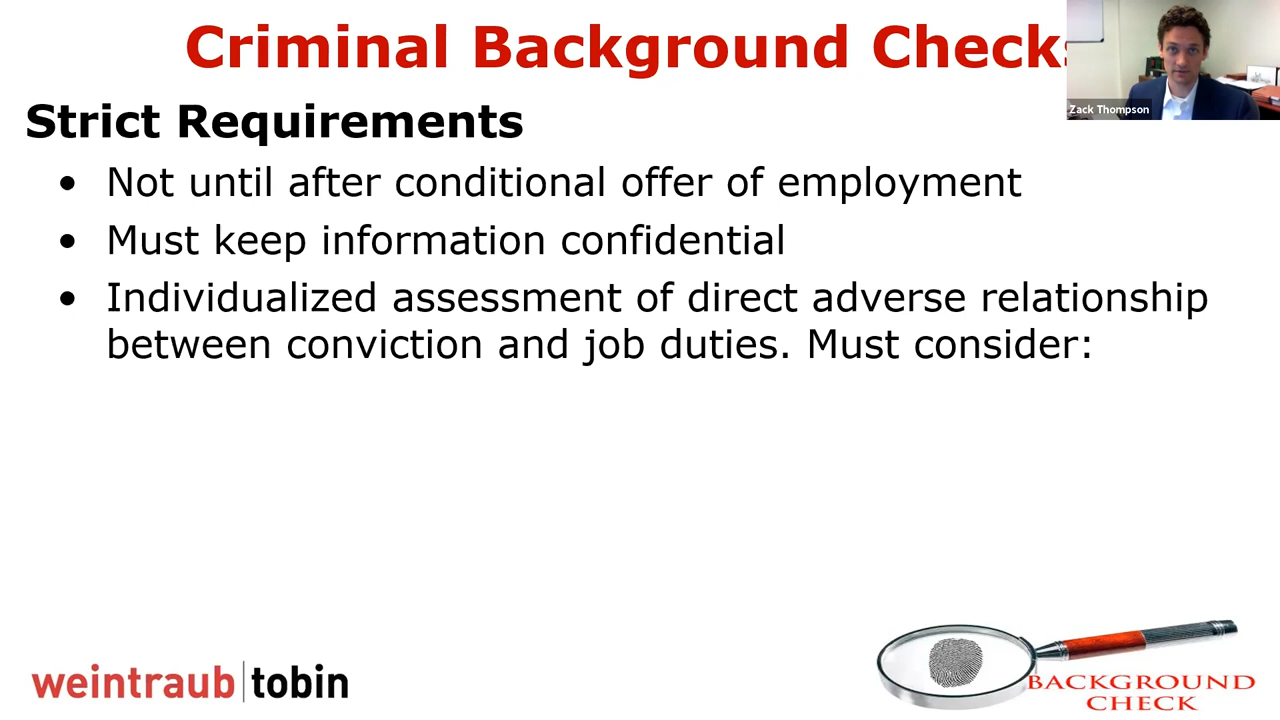 Criminal Background Checks
Zack Thompson
Strict Requirements
• Not until after conditional offer of employment
• Must keep information confidential
• Individualized assessment of direct adverse relationship
between conviction and job duties. Must consider:
weintraub tobin
BACKGROUND
CHECK